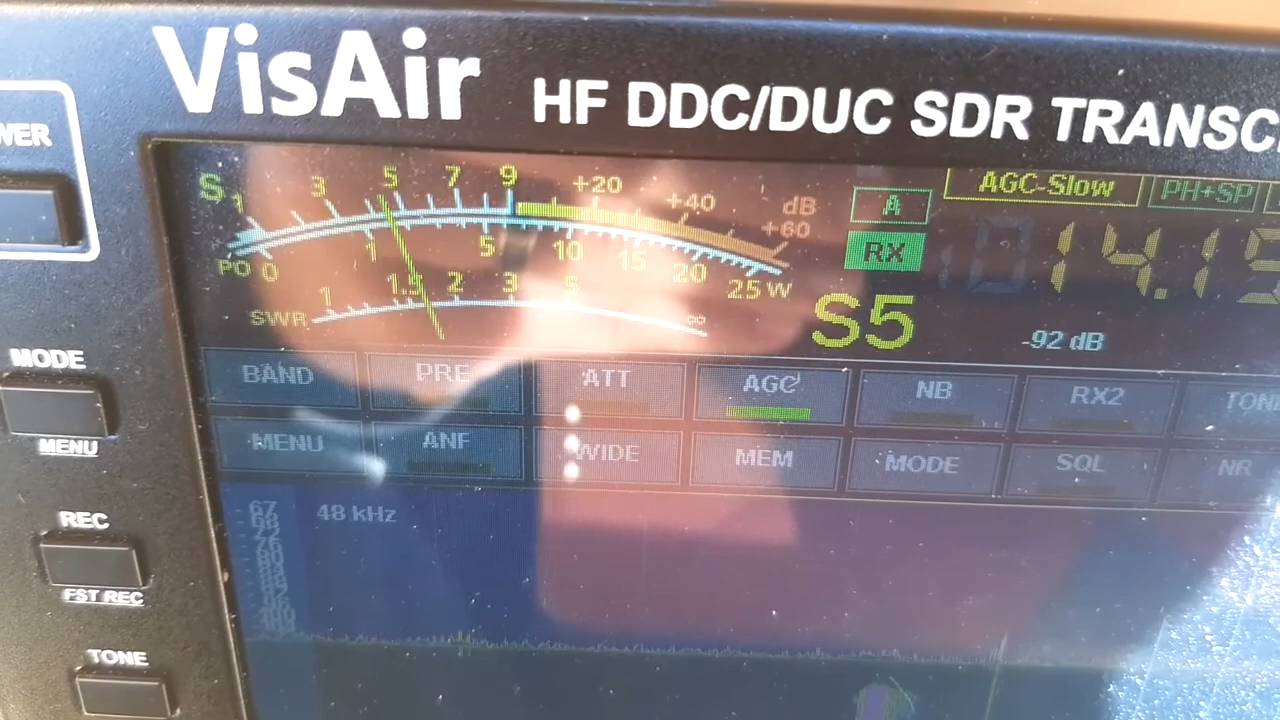 VisAir HF DDC/DUC SDR TRANSC
WER
S 1 3 5 7 9 +20 +40 +60 dB
PO 0 1 5 10 15 20 25 W
SWR 1 1.5 2 3 5 ∞
A
RX
S5
AGC-Slow
PH+SP
14.15
-92 dB
BAND PRE ATT AGC NB RX2 TON
MENU ANF WIDE MEM MODE SQL NR
MODE
MENU
REC
FST REC
TONE
48 kHz